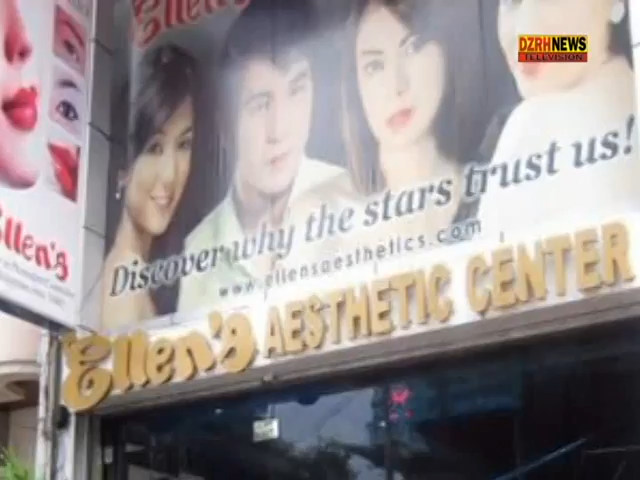 Ellen's
DZRH NEWS
TELEVISION
Discover why the stars trust us!
www.ellensaesthetics.com
Ellen's
Ellen's AESTHETIC CENTER